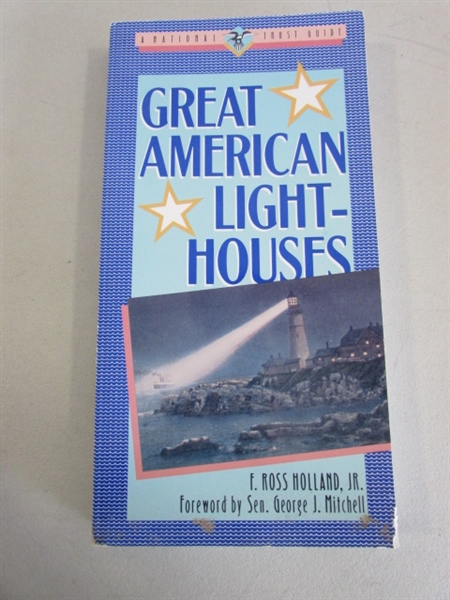 A NATIONAL TRUST GUIDE
GREAT
AMERICAN
LIGHT-
HOUSES
F. ROSS HOLLAND, JR.
Foreword by Sen. George J. Mitchell